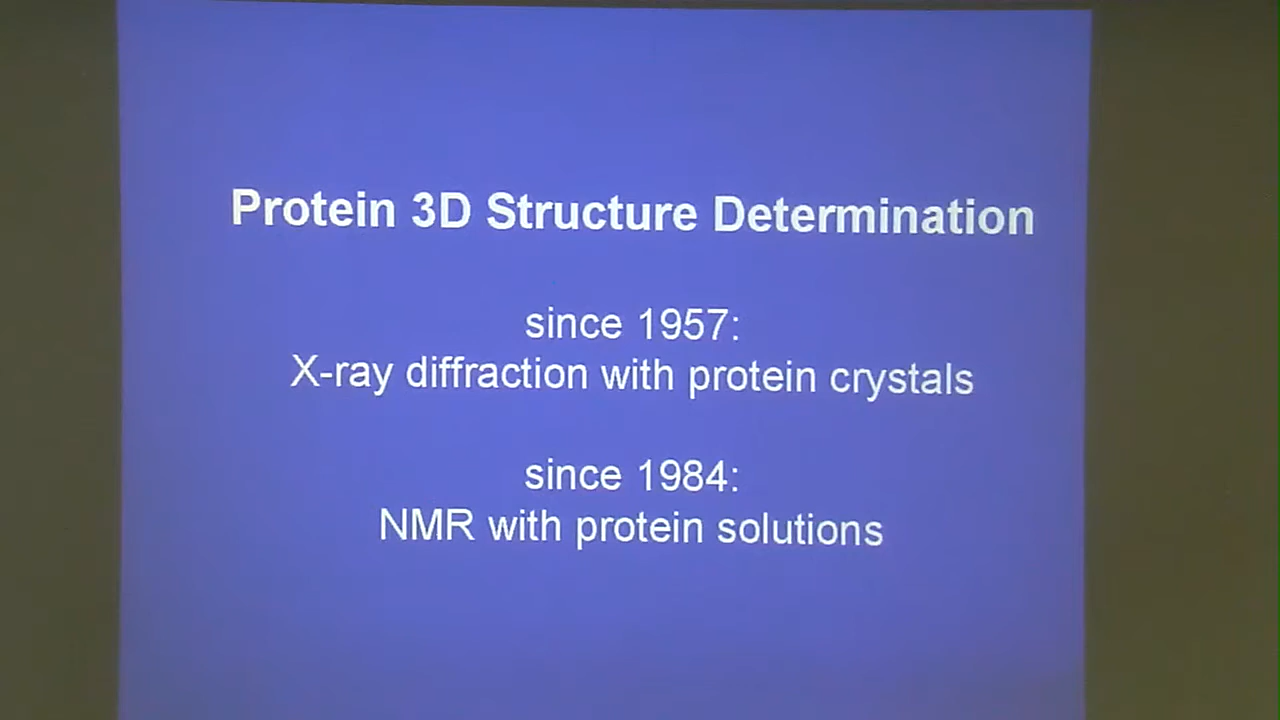 Protein 3D Structure Determination
since 1957:
X-ray diffraction with protein crystals
since 1984:
NMR with protein solutions